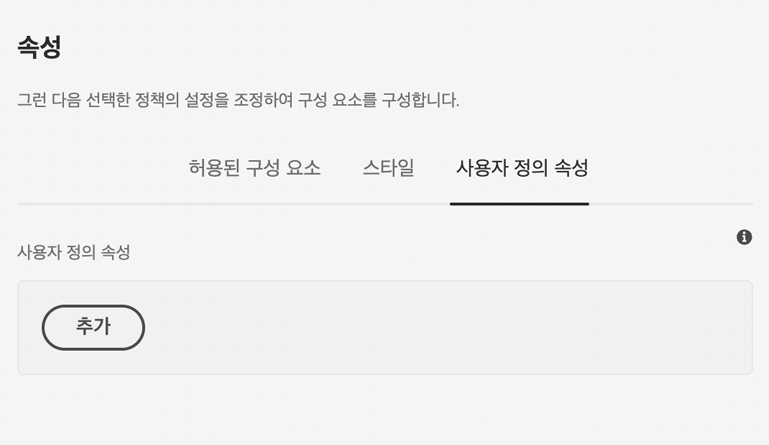 속성
그런 다음 선택한 정책의 설정을 조정하여 구성 요소를 구성합니다.
허용된 구성 요소 스타일 사용자 정의 속성
사용자 정의 속성
추가